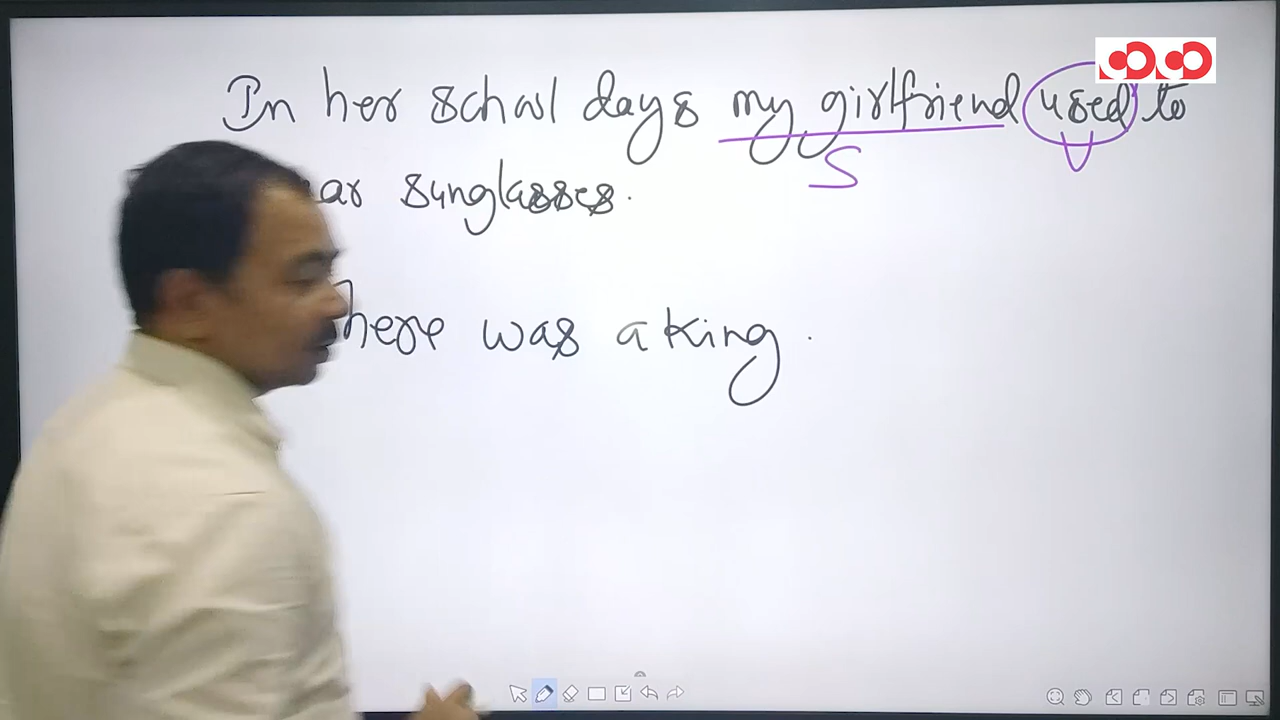 In her school days my girlfriend used to
S V
sunglasses.
was a king.